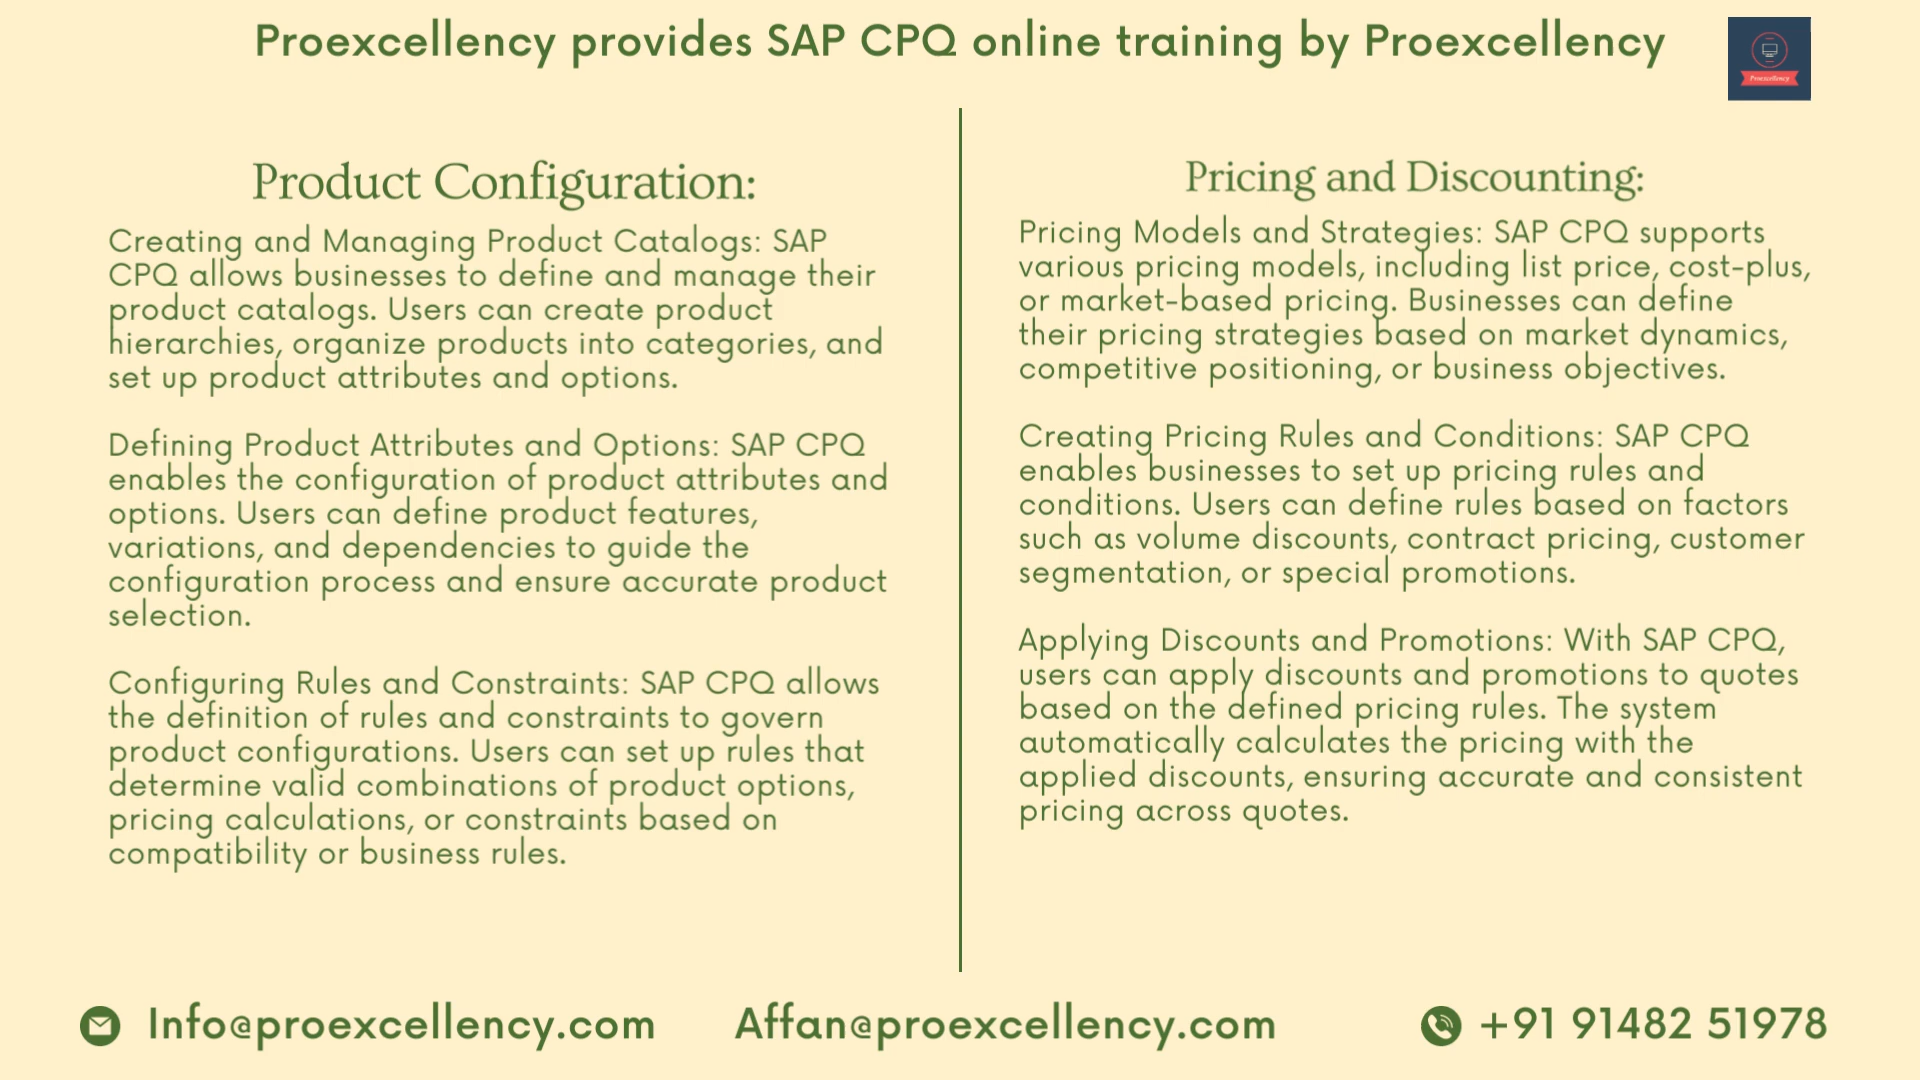 Proexcellency provides SAP CPQ online training by Proexcellency
Proexcellency
Product Configuration:
Creating and Managing Product Catalogs: SAP
CPQ allows businesses to define and manage their
product catalogs. Users can create product
hierarchies, organize products into categories, and
set up product attributes and options.
Defining Product Attributes and Options: SAP CPQ
enables the configuration of product attributes and
options. Users can define product features,
variations, and dependencies to guide the
configuration process and ensure accurate product
selection.
Configuring Rules and Constraints: SAP CPQ allows
the definition of rules and constraints to govern
product configurations. Users can set up rules that
determine valid combinations of product options,
pricing calculations, or constraints based on
compatibility or business rules.
Pricing and Discounting:
Pricing Models and Strategies: SAP CPQ supports
various pricing models, including list price, cost-plus,
or market-based pricing. Businesses can define
their pricing strategies based on market dynamics,
competitive positioning, or business objectives.
Creating Pricing Rules and Conditions: SAP CPQ
enables businesses to set up pricing rules and
conditions. Users can define rules based on factors
such as volume discounts, contract pricing, customer
segmentation, or special promotions.
Applying Discounts and Promotions: With SAP CPQ,
users can apply discounts and promotions to quotes
based on the defined pricing rules. The system
automatically calculates the pricing with the
applied discounts, ensuring accurate and consistent
pricing across quotes.
Info@proexcellency.com
Affan@proexcellency.com
+91 91482 51978